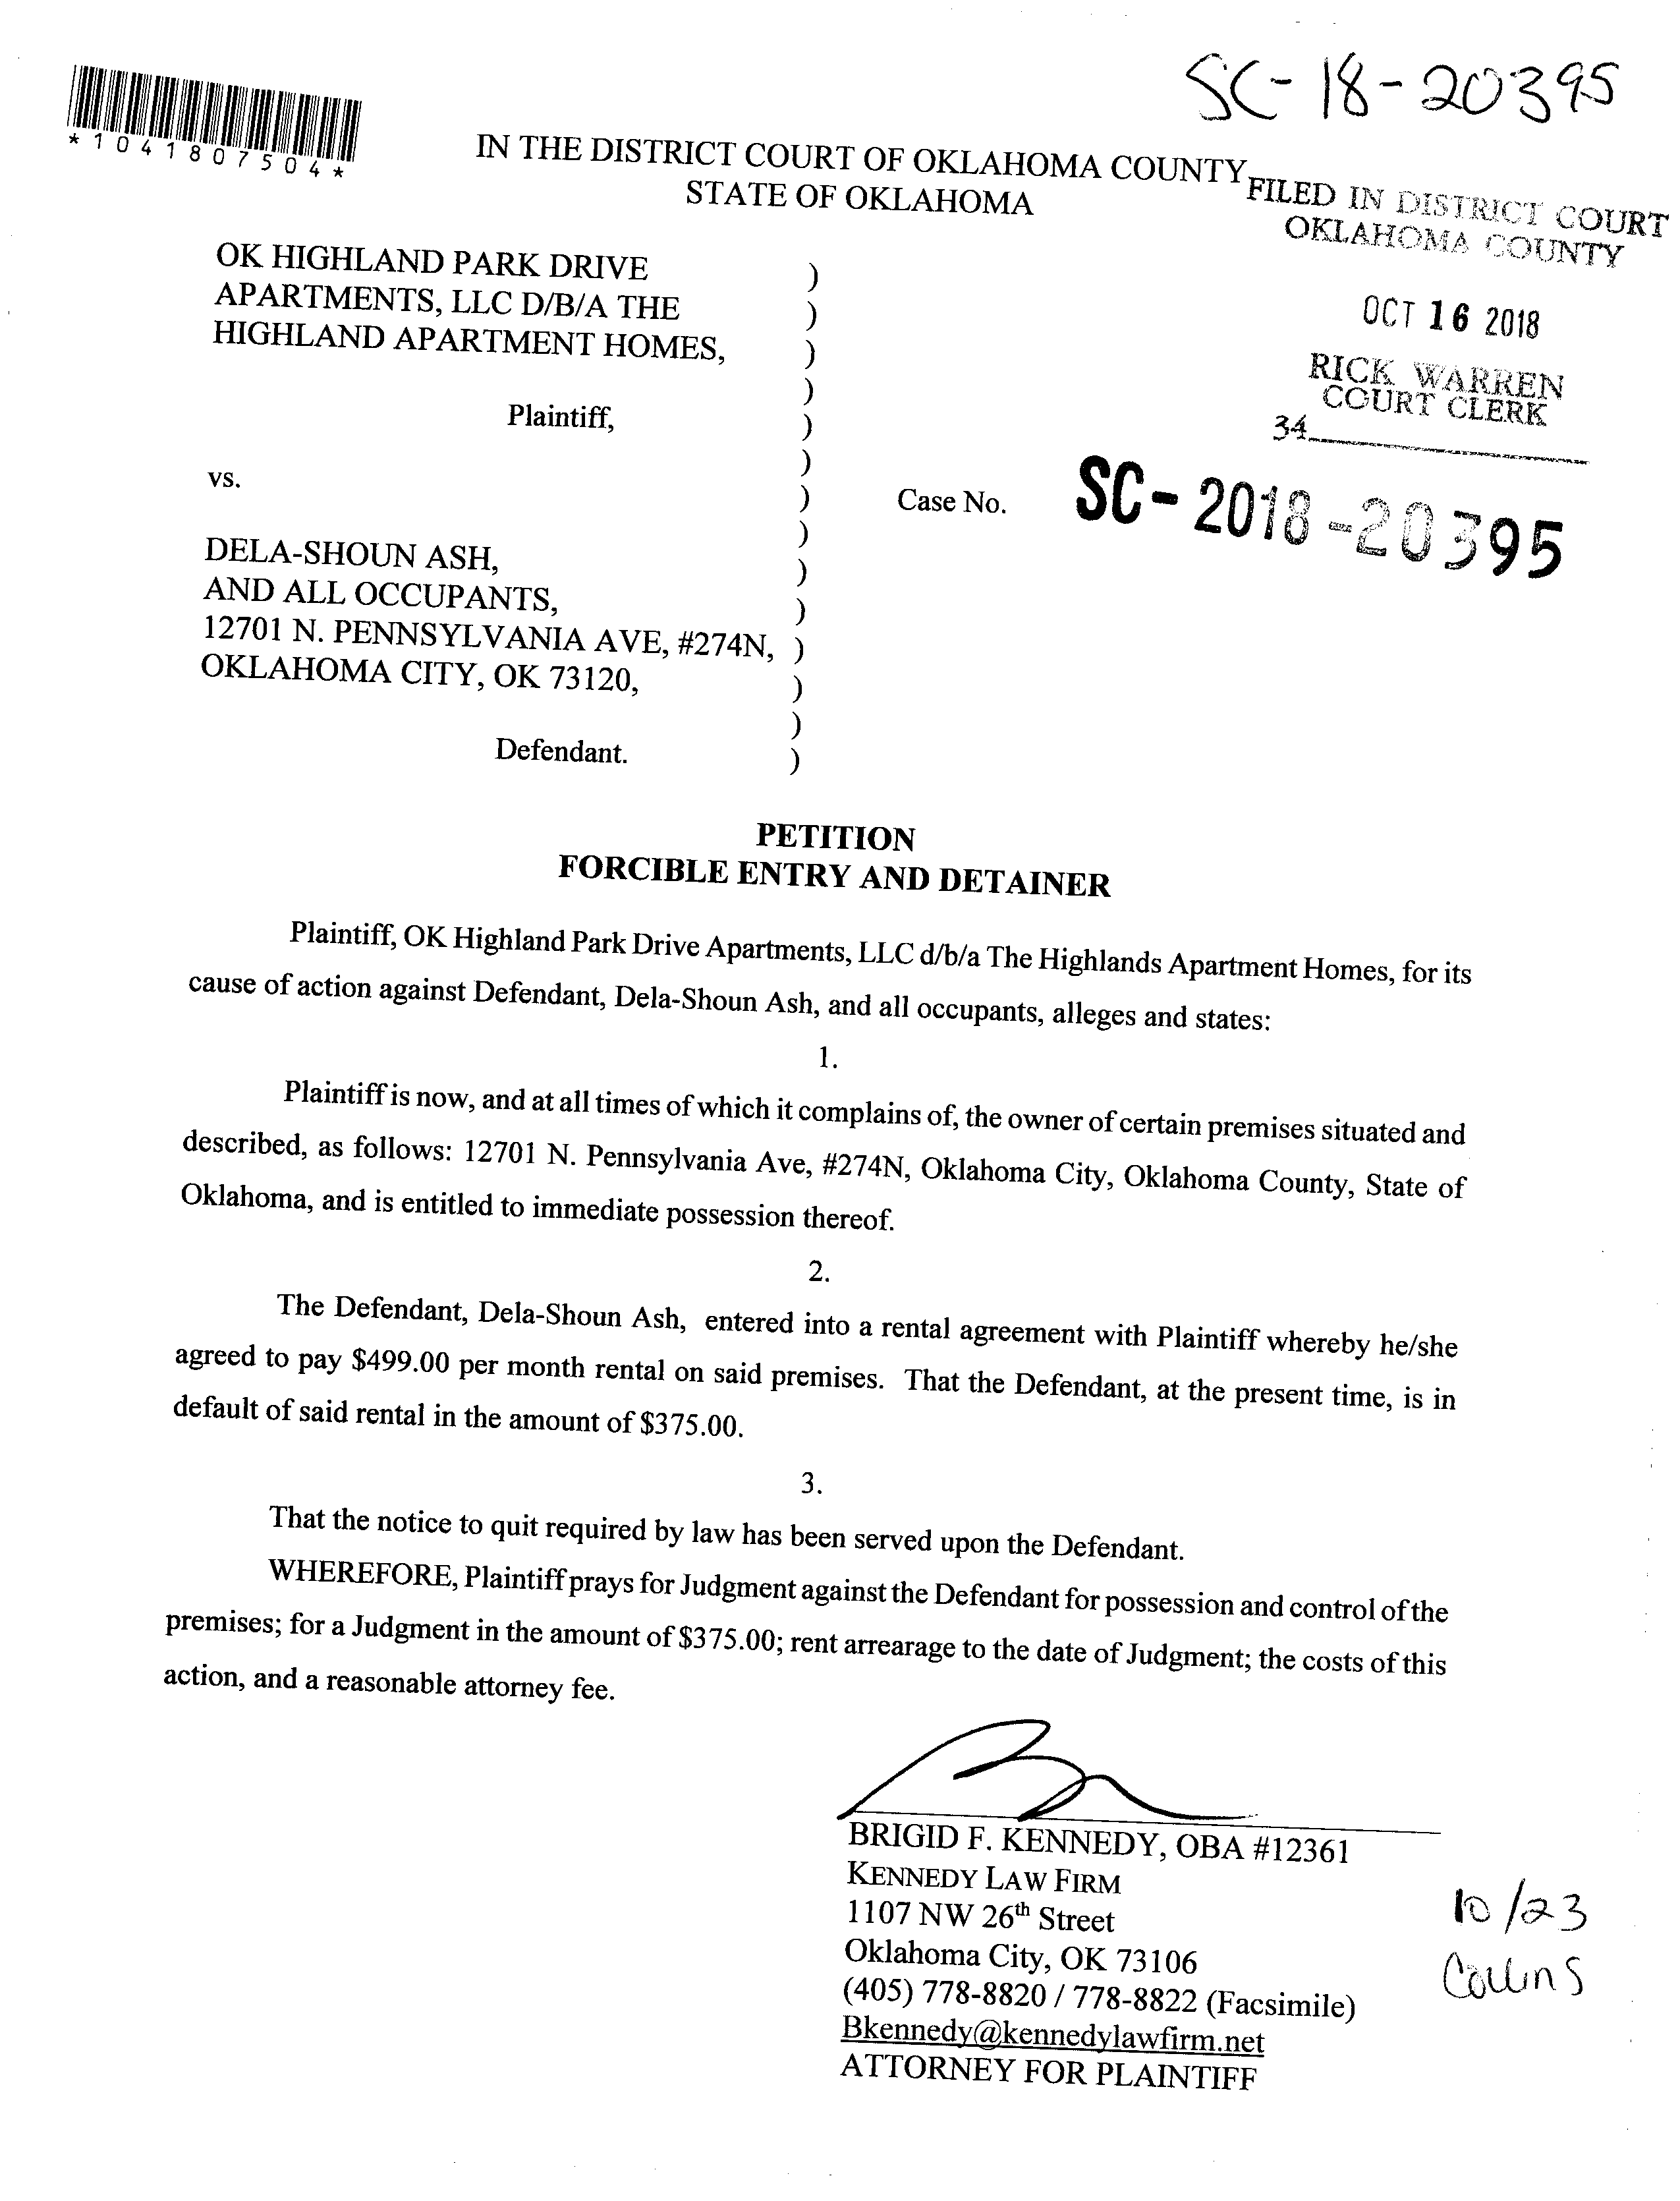 SC-18-20395
*1041807504*
IN THE DISTRICT COURT OF OKLAHOMA COUNTY
STATE OF OKLAHOMA
FILED IN DISTRICT COURT
OKLAHOMA COUNTY
OCT 16 2018
RICK WARREN
COURT CLERK
34
OK HIGHLAND PARK DRIVE
APARTMENTS, LLC D/B/A THE
HIGHLAND APARTMENT HOMES,
Plaintiff,
vs.
Case No. SC-2018-20395
DELA-SHOUN ASH,
AND ALL OCCUPANTS,
12701 N. PENNSYLVANIA AVE, #274N,
OKLAHOMA CITY, OK 73120,
Defendant.
)
)
)
)
)
)
)
)
)
)
)
)
)
)
PETITION
FORCIBLE ENTRY AND DETAINER
Plaintiff, OK Highland Park Drive Apartments, LLC d/b/a The Highlands Apartment Homes, for its
cause of action against Defendant, Dela-Shoun Ash, and all occupants, alleges and states:
1.
Plaintiff is now, and at all times of which it complains of, the owner of certain premises situated and
described, as follows: 12701 N. Pennsylvania Ave, #274N, Oklahoma City, Oklahoma County, State of
Oklahoma, and is entitled to immediate possession thereof.
2.
The Defendant, Dela-Shoun Ash, entered into a rental agreement with Plaintiff whereby he/she
agreed to pay $499.00 per month rental on said premises. That the Defendant, at the present time, is in
default of said rental in the amount of $375.00.
3.
That the notice to quit required by law has been served upon the Defendant.
WHEREFORE, Plaintiff prays for Judgment against the Defendant for possession and control of the
premises; for a Judgment in the amount of $375.00; rent arrearage to the date of Judgment; the costs of this
action, and a reasonable attorney fee.
BRIGID F. KENNEDY, OBA #12361
KENNEDY LAW FIRM
1107 NW 26th Street
Oklahoma City, OK 73106
(405) 778-8820 / 778-8822 (Facsimile)
Bkennedy@kennedylawfirm.net
ATTORNEY FOR PLAINTIFF
10/23
Collins